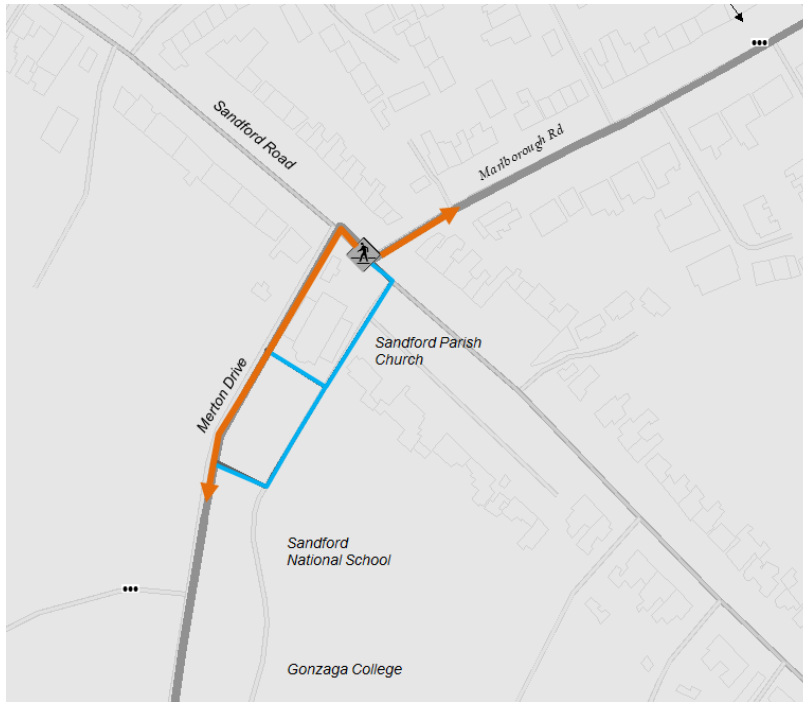 Sandford Road
Marlborough Rd
Sandford Parish
Church
Merton Drive
Sandford
National School
Gonzaga College